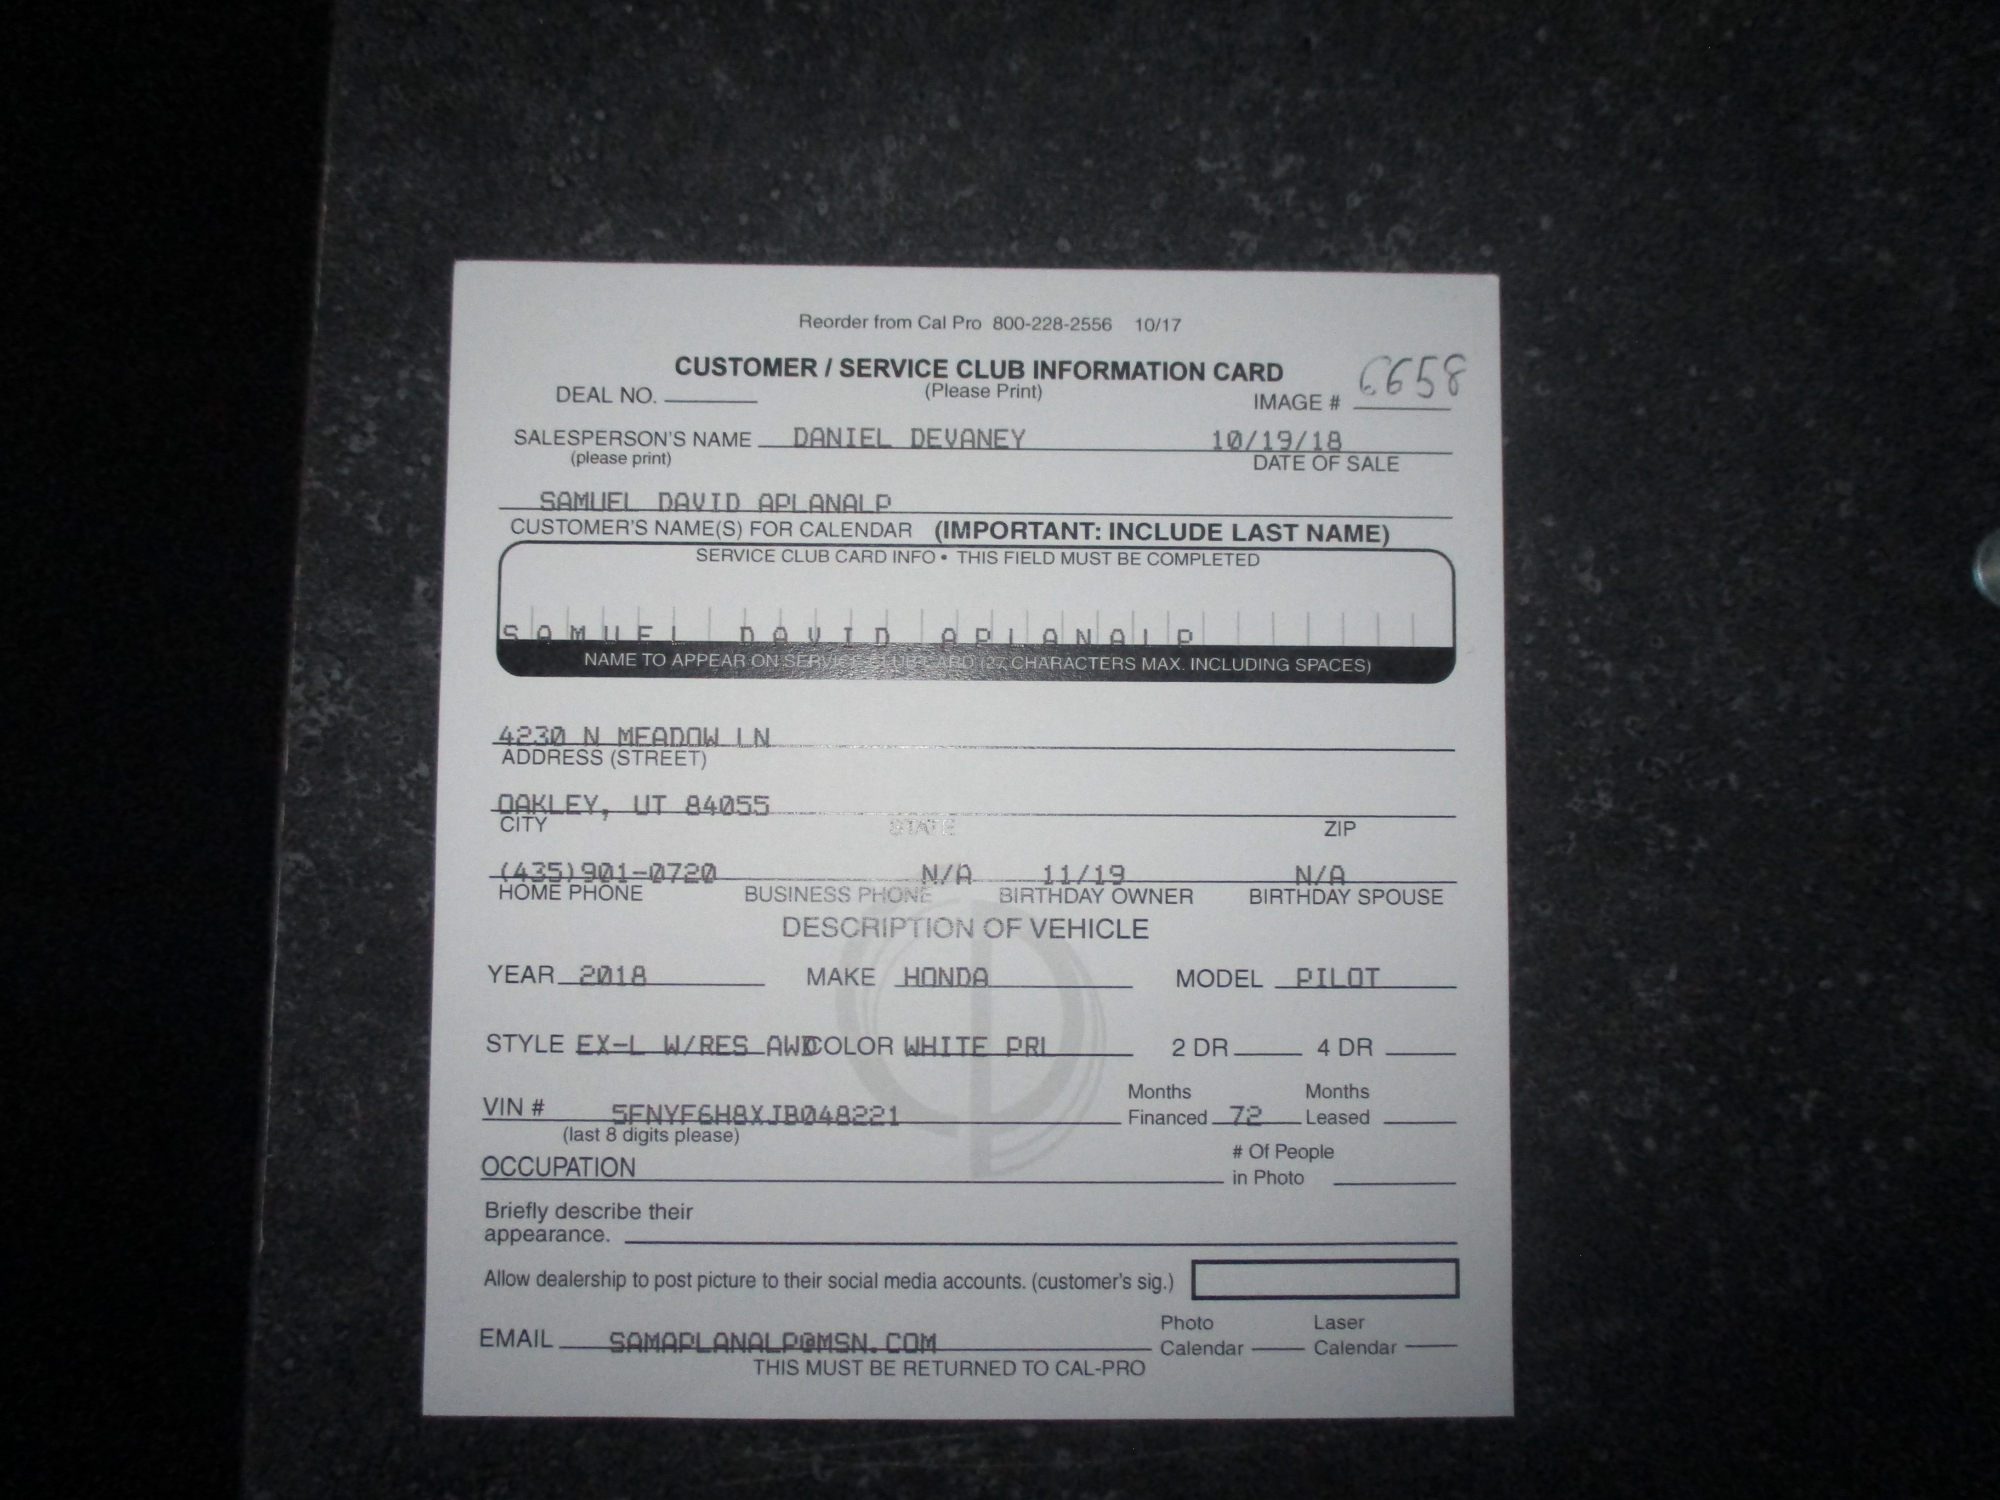 Reorder from Cal Pro 800-228-2556 10/17
CUSTOMER / SERVICE CLUB INFORMATION CARD
(Please Print)
DEAL NO. IMAGE # 6658
SALESPERSON'S NAME DANIEL DEVANEY 10/19/18
(please print) DATE OF SALE
SAMUEL DAVID APLANALP
CUSTOMER'S NAME(S) FOR CALENDAR (IMPORTANT: INCLUDE LAST NAME)
SERVICE CLUB CARD INFO • THIS FIELD MUST BE COMPLETED
SAMUEL DAVID APLANALP
NAME TO APPEAR ON SERVICE CLUB CARD (27 CHARACTERS MAX. INCLUDING SPACES)
4230 N MEADOW LN
ADDRESS (STREET)
OAKLEY, UT 84055
CITY STATE ZIP
(435)901-0720 N/A 11/19 N/A
HOME PHONE BUSINESS PHONE BIRTHDAY OWNER BIRTHDAY SPOUSE
DESCRIPTION OF VEHICLE
YEAR 2018 MAKE HONDA MODEL PILOT
STYLE EX-L W/RES AWD COLOR WHITE PRL 2 DR 4 DR
VIN # 5FNYF6H8XJB048221 Months Financed 72 Months Leased
(last 8 digits please)
OCCUPATION # Of People in Photo
Briefly describe their
appearance.
Allow dealership to post picture to their social media accounts. (customer's sig.)
EMAIL SAMAPLANALP@MSN.COM Photo Calendar Laser Calendar
THIS MUST BE RETURNED TO CAL-PRO